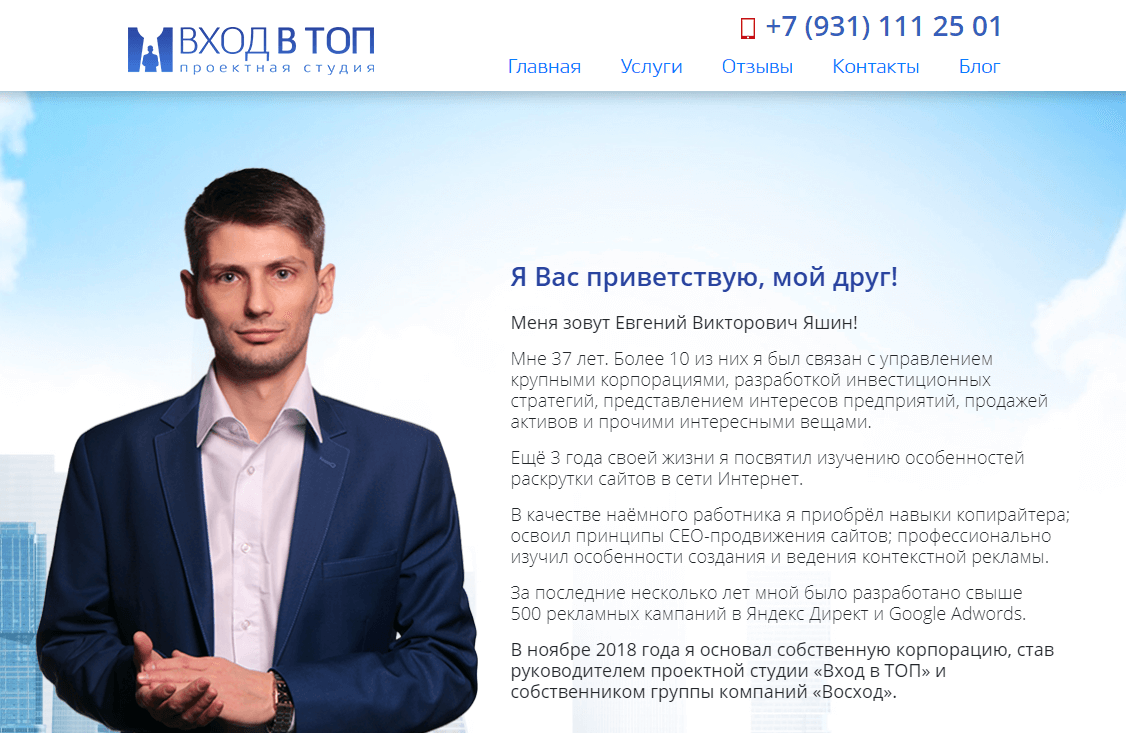 ВХОД В ТОП
проектная студия
+7 (931) 111 25 01
Главная Услуги Отзывы Контакты Блог
Я Вас приветствую, мой друг!
Меня зовут Евгений Викторович Яшин!
Мне 37 лет. Более 10 из них я был связан с управлением
крупными корпорациями, разработкой инвестиционных
стратегий, представлением интересов предприятий, продажей
активов и прочими интересными вещами.
Ещё 3 года своей жизни я посвятил изучению особенностей
раскрутки сайтов в сети Интернет.
В качестве наёмного работника я приобрёл навыки копирайтера;
освоил принципы СЕО-продвижения сайтов; профессионально
изучил особенности создания и ведения контекстной рекламы.
За последние несколько лет мной было разработано свыше
500 рекламных кампаний в Яндекс Директ и Google Adwords.
В ноябре 2018 года я основал собственную корпорацию, став
руководителем проектной студии «Вход в ТОП» и
собственником группы компаний «Восход».